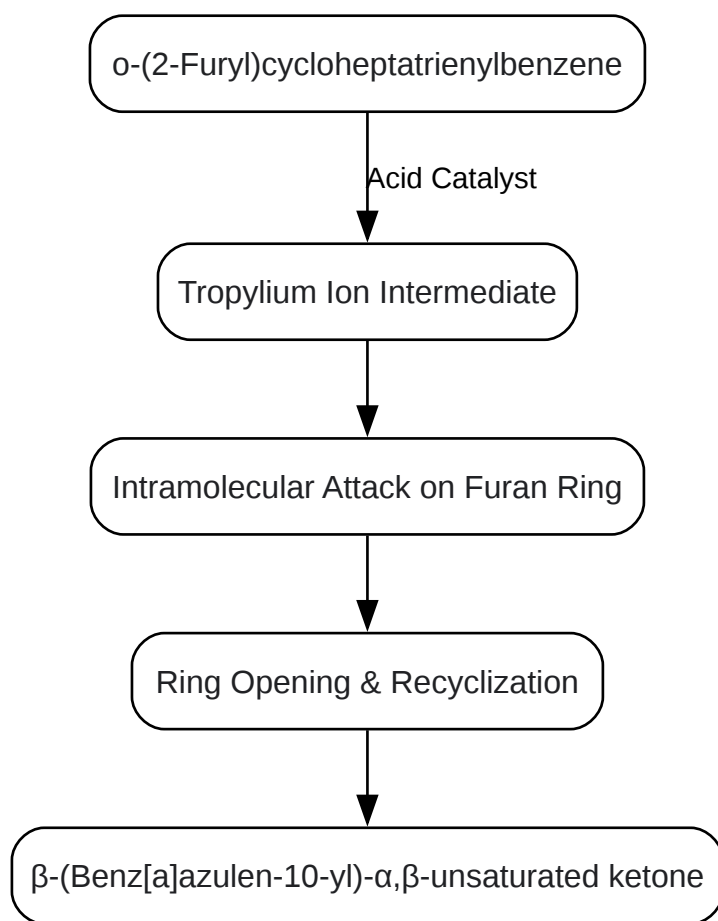 o-(2-Furyl)cycloheptatrienylbenzene
Acid Catalyst
Tropylium Ion Intermediate
Intramolecular Attack on Furan Ring
Ring Opening & Recyclization
β-(Benz[a]azulen-10-yl)-α,β-unsaturated ketone